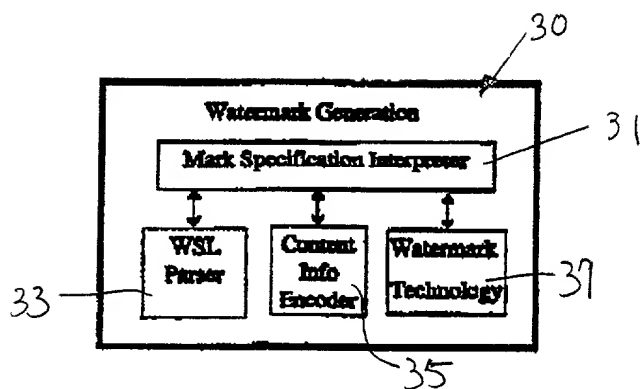 30
Watermark Generation
31
Mark Specification Interpreter
WSL
Parser
Content
Info
Encoder
Watermark
Technology
33
35
37